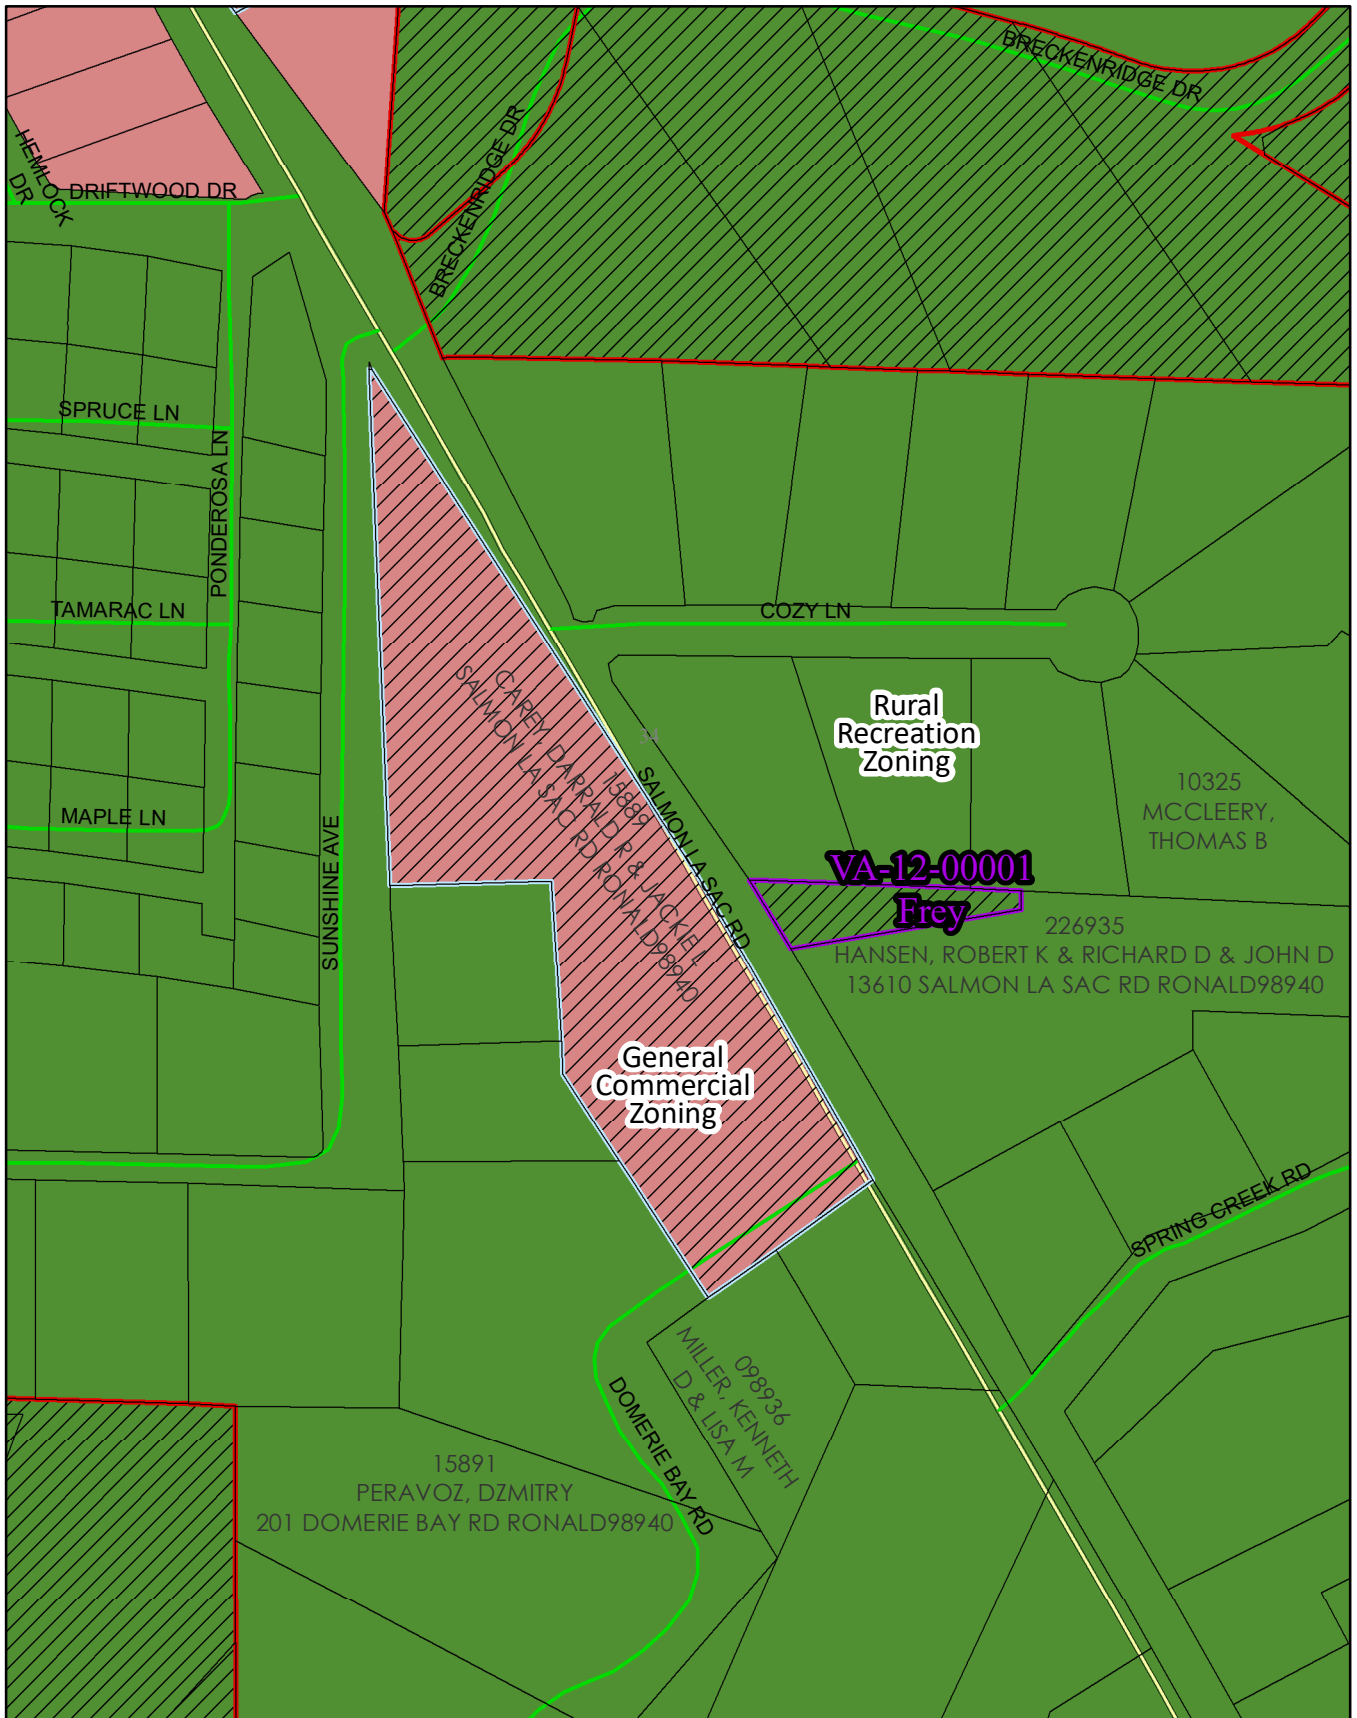 BRECKENRIDGE DR
BRECKENRIDGE DR
HEMLOCK
DR
DRIFTWOOD DR
SPRUCE LN
PONDEROSA LN
TAMARAC LN
COZY LN
MAPLE LN
SUNSHINE AVE
34
SALMON LA SAC RD
15889
CAREY, DARRALD R & JACKIE L
SALMON LA SAC RD RONALD98940
Rural
Recreation
Zoning
10325
MCCLEERY,
THOMAS B
VA-12-00001
Frey
226935
HANSEN, ROBERT K & RICHARD D & JOHN D
13610 SALMON LA SAC RD RONALD98940
General
Commercial
Zoning
SPRING CREEK RD
098936
MILLER, KENNETH
D & LISA M
DOMERIE BAY RD
15891
PERAVOZ, DZMITRY
201 DOMERIE BAY RD RONALD98940